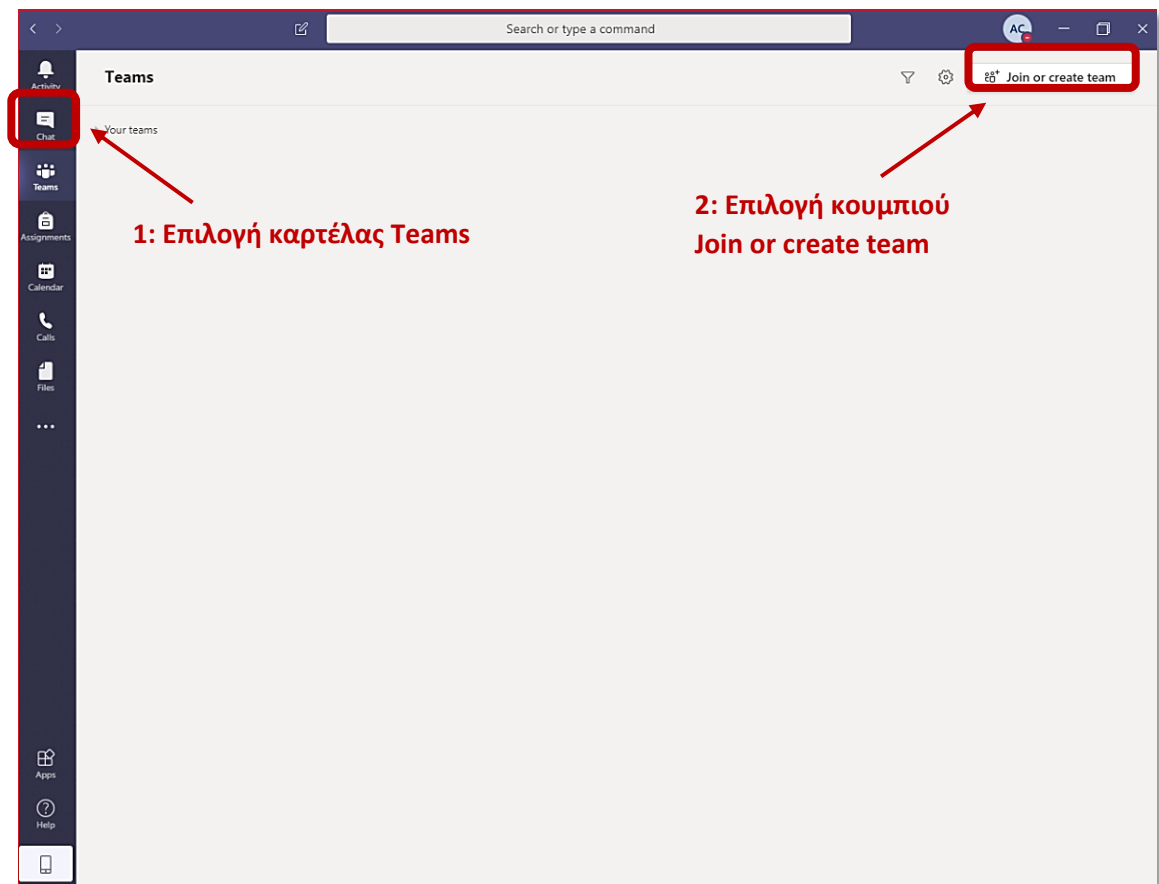 Search or type a command
AC
Activity
Teams
Join or create team
Chat
Your teams
Teams
Assignments
1: Επιλογή καρτέλας Teams
2: Επιλογή κουμπιού
Join or create team
Calendar
Calls
Files
Apps
Help